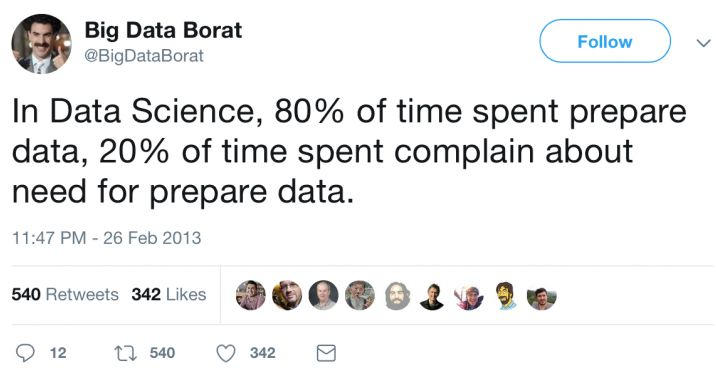 Big Data Borat
@BigDataBorat
Follow
In Data Science, 80% of time spent prepare
data, 20% of time spent complain about
need for prepare data.
11:47 PM - 26 Feb 2013
540 Retweets 342 Likes
12 540 342